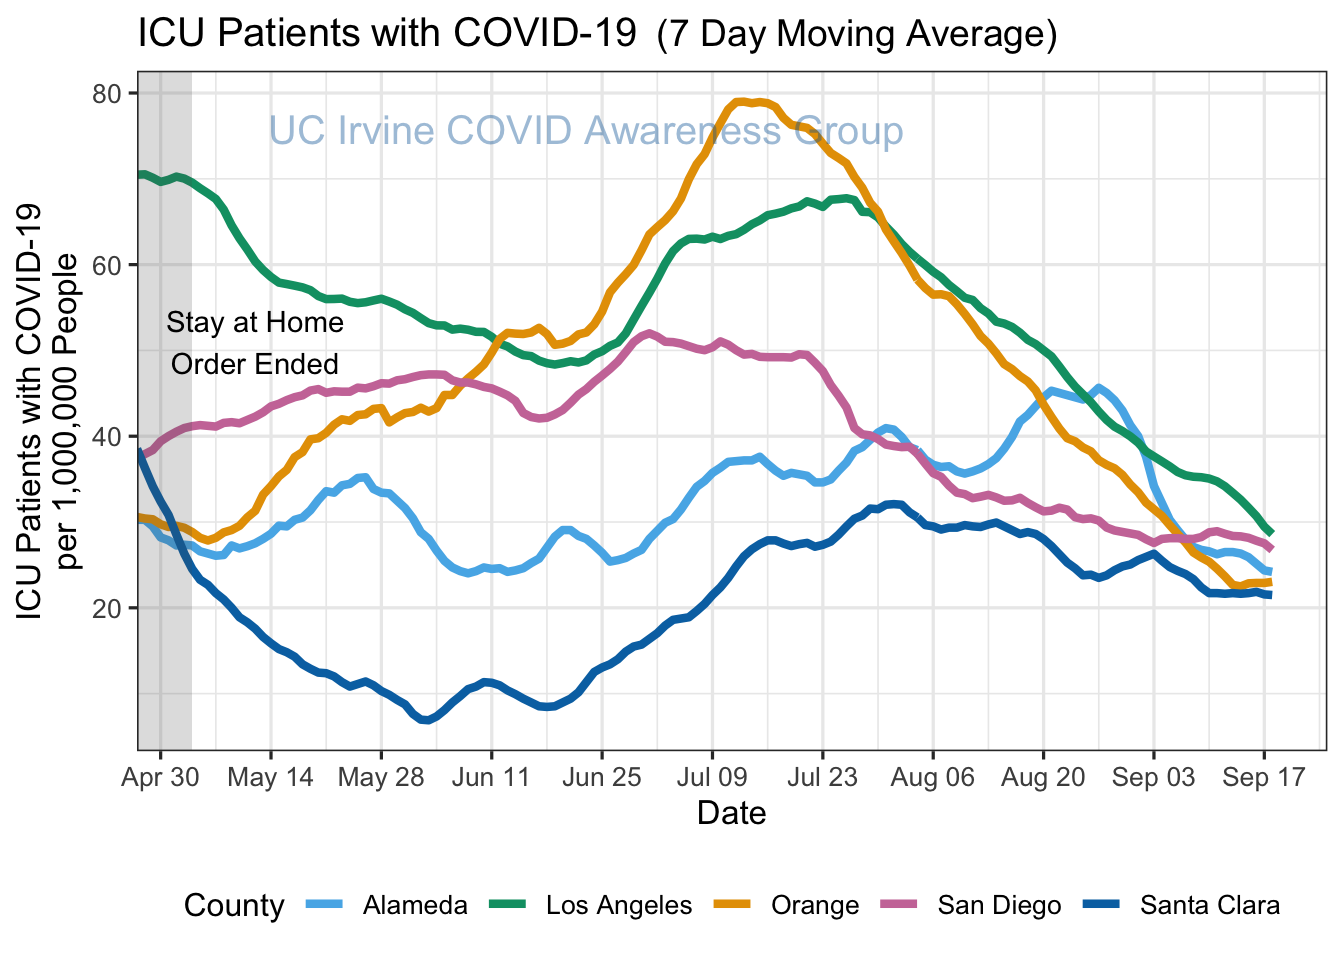 ICU Patients with COVID-19 (7 Day Moving Average)
UC Irvine COVID Awareness Group
80
60
40
20
ICU Patients with COVID-19
per 1,000,000 People
Stay at Home
Order Ended
Apr 30 May 14 May 28 Jun 11 Jun 25 Jul 09 Jul 23 Aug 06 Aug 20 Sep 03 Sep 17
Date
County Alameda Los Angeles Orange San Diego Santa Clara